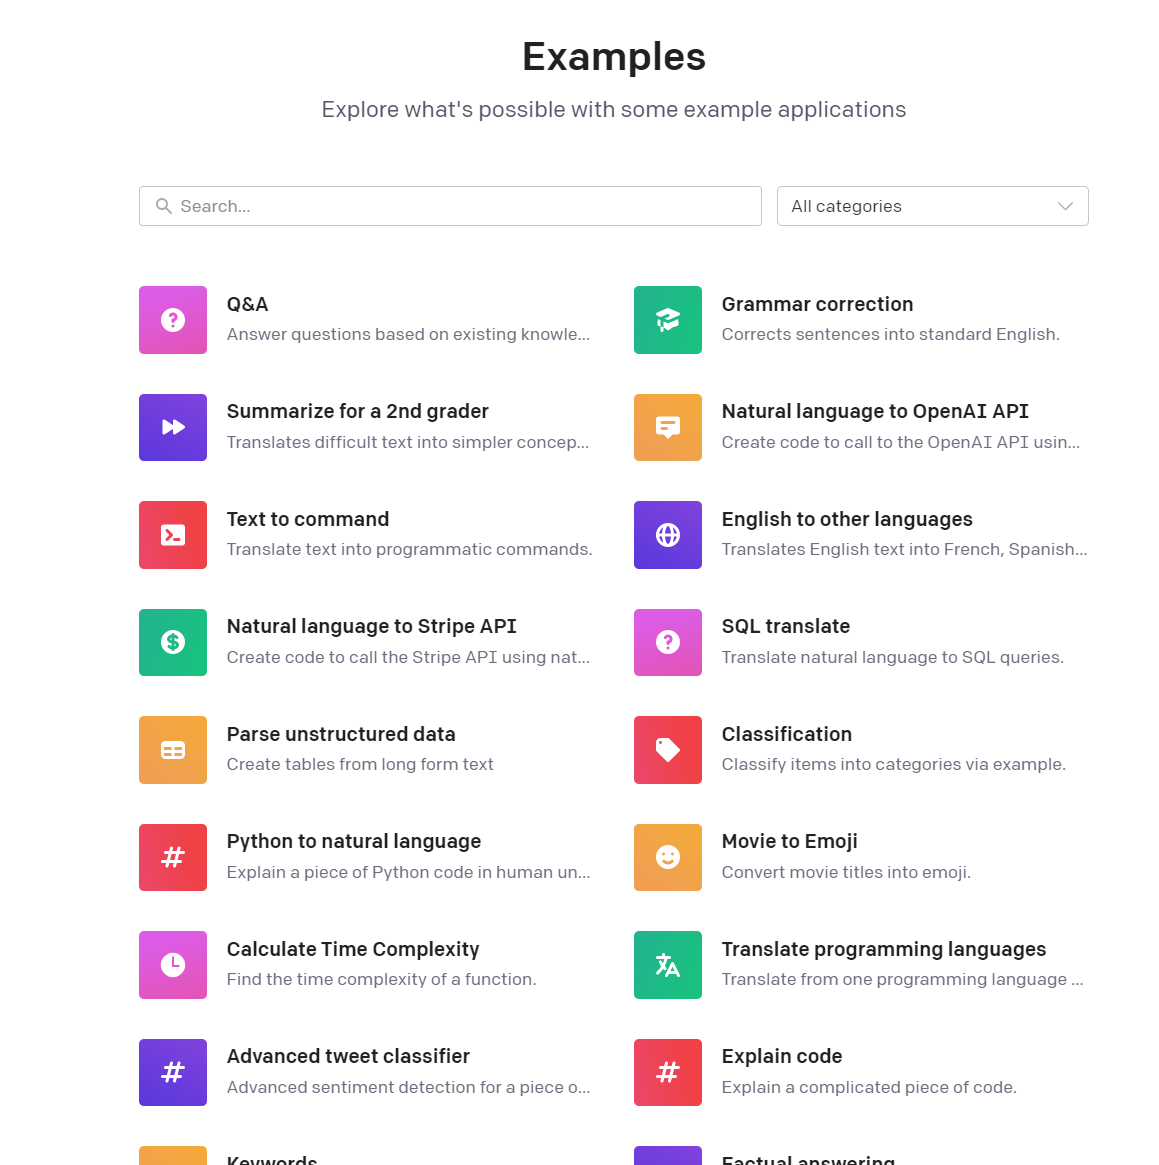 Examples
Explore what's possible with some example applications
Search...
All categories
Q&A
Answer questions based on existing knowle...
Grammar correction
Corrects sentences into standard English.
Summarize for a 2nd grader
Translates difficult text into simpler concep...
Natural language to OpenAI API
Create code to call to the OpenAI API usin...
Text to command
Translate text into programmatic commands.
English to other languages
Translates English text into French, Spanish...
Natural language to Stripe API
Create code to call the Stripe API using nat...
SQL translate
Translate natural language to SQL queries.
Parse unstructured data
Create tables from long form text
Classification
Classify items into categories via example.
Python to natural language
Explain a piece of Python code in human un...
Movie to Emoji
Convert movie titles into emoji.
Calculate Time Complexity
Find the time complexity of a function.
Translate programming languages
Translate from one programming language ...
Advanced tweet classifier
Advanced sentiment detection for a piece o...
Explain code
Explain a complicated piece of code.
Keywords
Factual answering